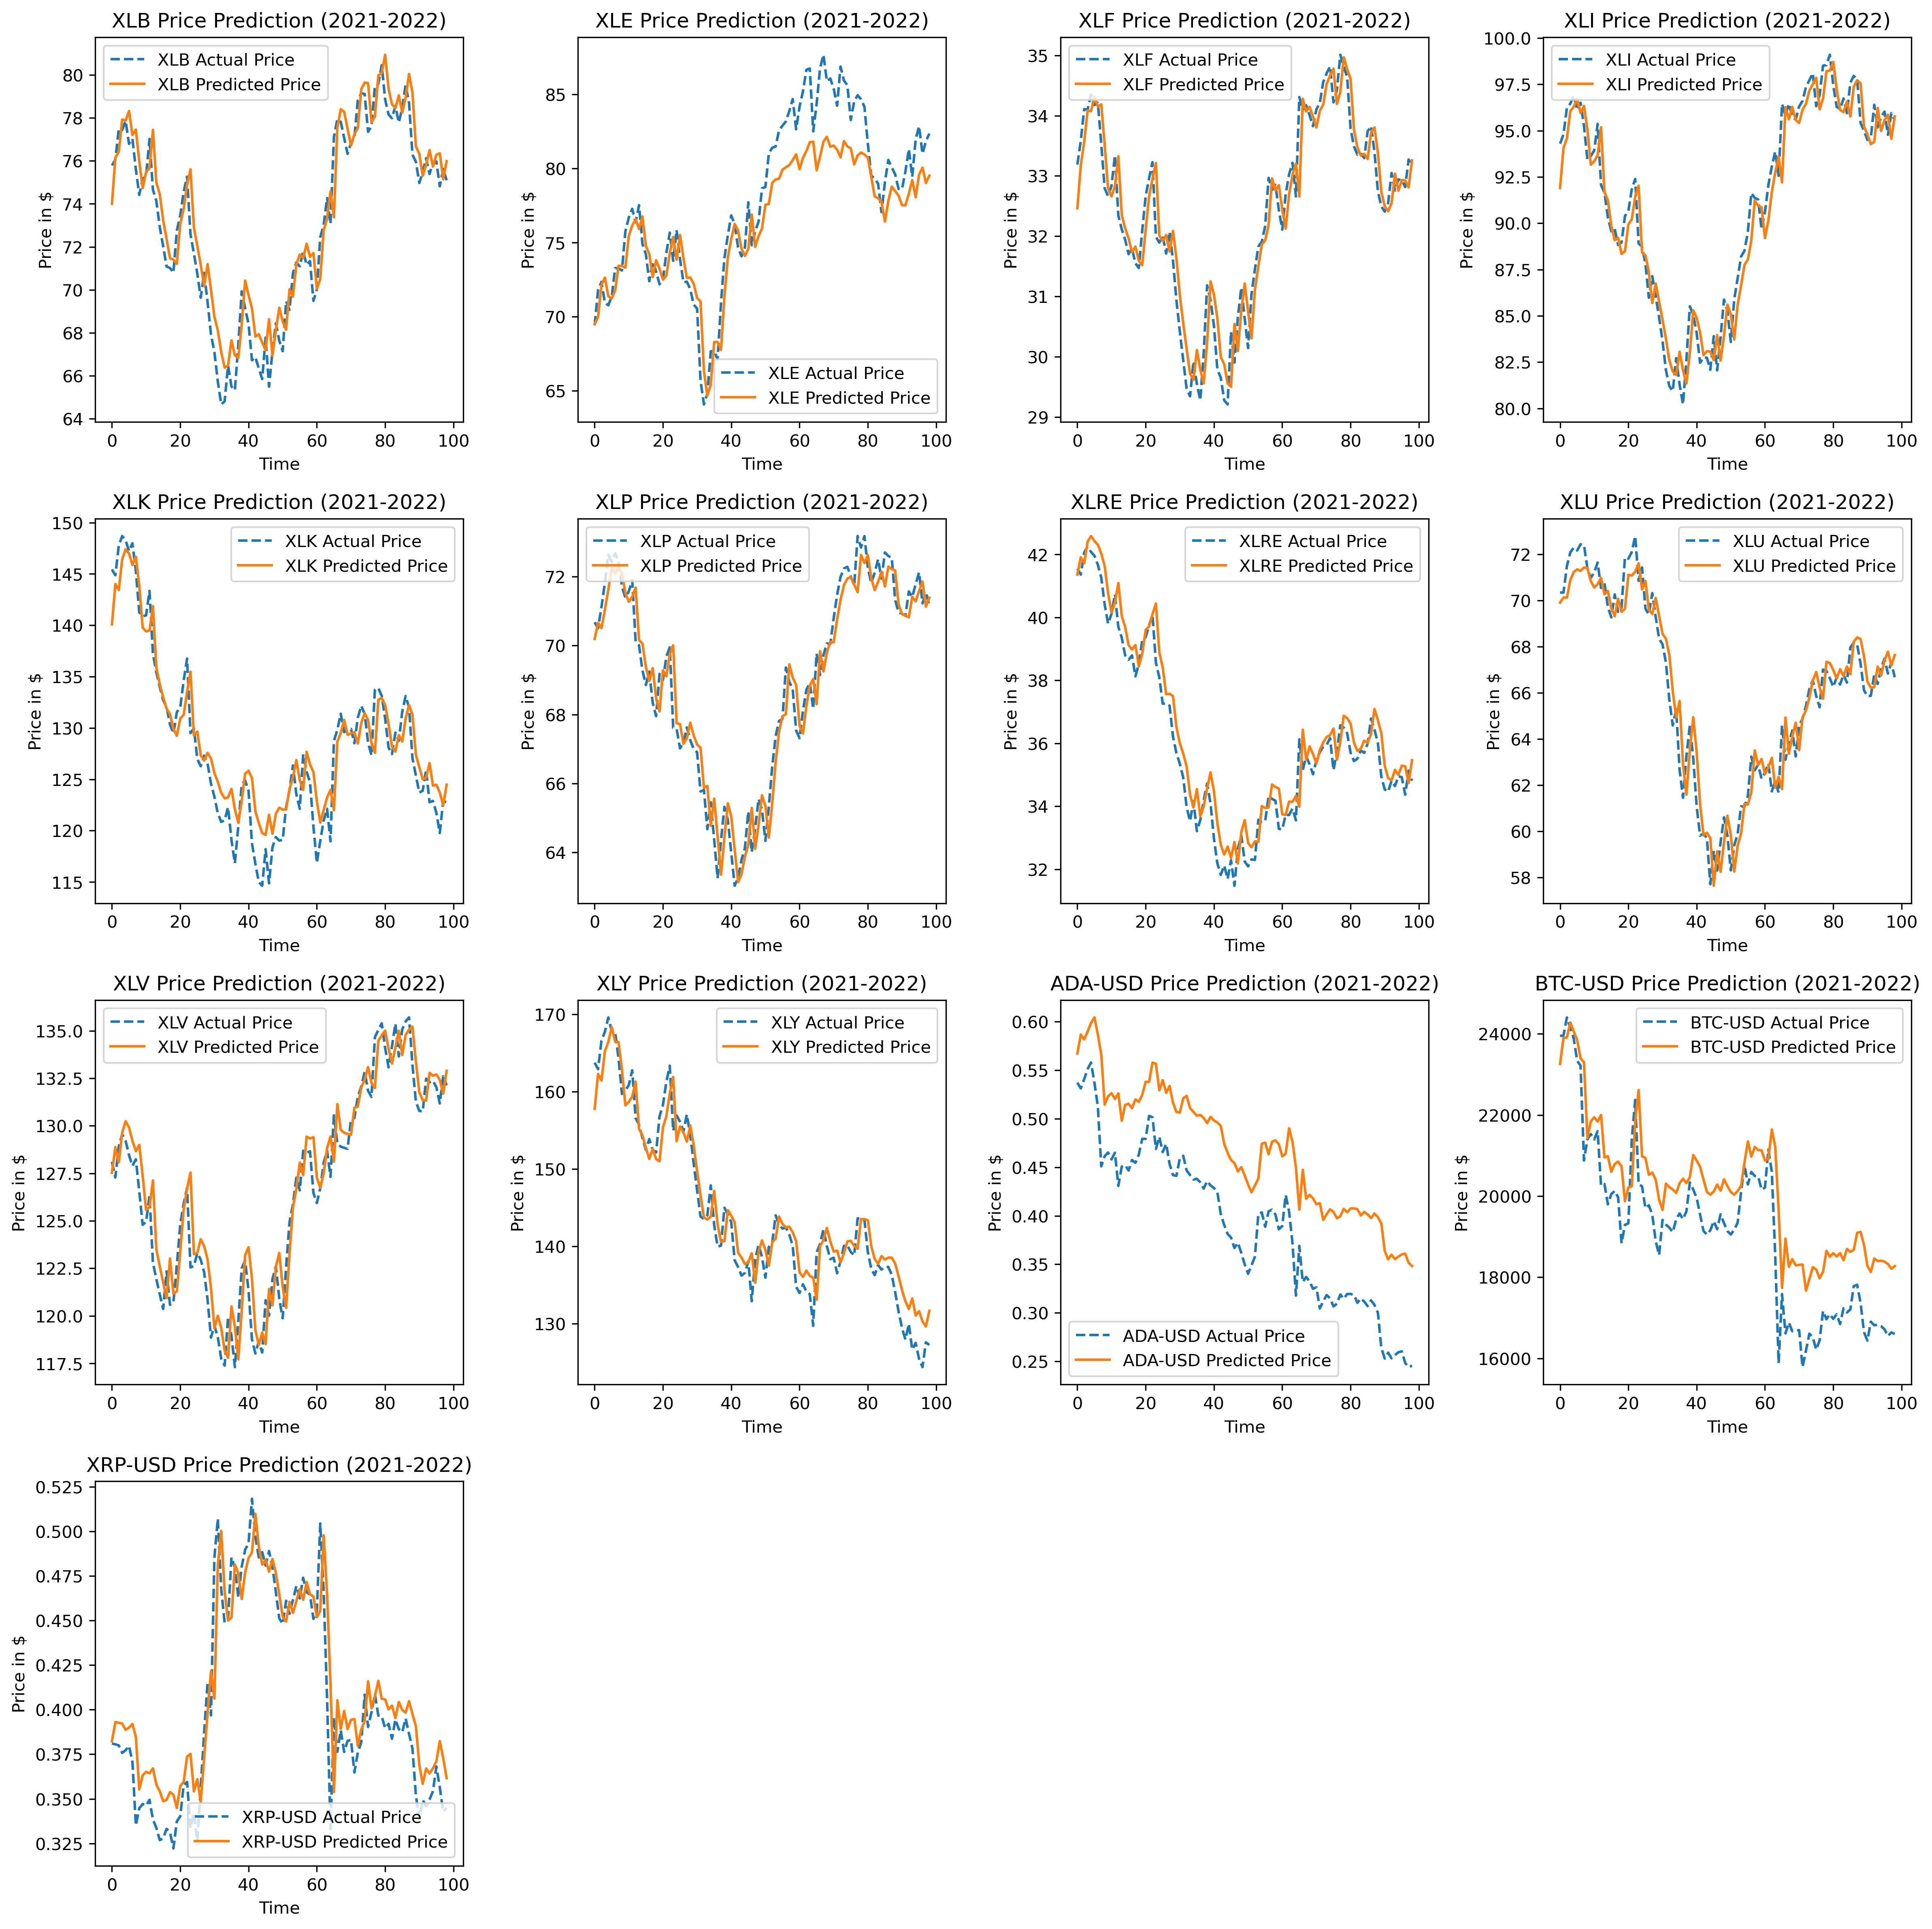 XLB Price Prediction (2021-2022)
XLB Actual Price
XLB Predicted Price
Price in $
80
78
76
74
72
70
68
66
64
0 20 40 60 80 100
Time
XLE Price Prediction (2021-2022)
XLE Actual Price
XLE Predicted Price
Price in $
85
80
75
70
65
0 20 40 60 80 100
Time
XLF Price Prediction (2021-2022)
XLF Actual Price
XLF Predicted Price
Price in $
35
34
33
32
31
30
29
0 20 40 60 80 100
Time
XLI Price Prediction (2021-2022)
XLI Actual Price
XLI Predicted Price
Price in $
100.0
97.5
95.0
92.5
90.0
87.5
85.0
82.5
80.0
0 20 40 60 80 100
Time
XLK Price Prediction (2021-2022)
XLK Actual Price
XLK Predicted Price
Price in $
150
145
140
135
130
125
120
115
0 20 40 60 80 100
Time
XLP Price Prediction (2021-2022)
XLP Actual Price
XLP Predicted Price
Price in $
72
70
68
66
64
0 20 40 60 80 100
Time
XLRE Price Prediction (2021-2022)
XLRE Actual Price
XLRE Predicted Price
Price in $
42
40
38
36
34
32
0 20 40 60 80 100
Time
XLU Price Prediction (2021-2022)
XLU Actual Price
XLU Predicted Price
Price in $
72
70
68
66
64
62
60
58
0 20 40 60 80 100
Time
XLV Price Prediction (2021-2022)
XLV Actual Price
XLV Predicted Price
Price in $
135.0
132.5
130.0
127.5
125.0
122.5
120.0
117.5
0 20 40 60 80 100
Time
XLY Price Prediction (2021-2022)
XLY Actual Price
XLY Predicted Price
Price in $
170
160
150
140
130
0 20 40 60 80 100
Time
ADA-USD Price Prediction (2021-2022)
ADA-USD Actual Price
ADA-USD Predicted Price
Price in $
0.60
0.55
0.50
0.45
0.40
0.35
0.30
0.25
0 20 40 60 80 100
Time
BTC-USD Price Prediction (2021-2022)
BTC-USD Actual Price
BTC-USD Predicted Price
Price in $
24000
22000
20000
18000
16000
0 20 40 60 80 100
Time
XRP-USD Price Prediction (2021-2022)
XRP-USD Actual Price
XRP-USD Predicted Price
Price in $
0.525
0.500
0.475
0.450
0.425
0.400
0.375
0.350
0.325
0 20 40 60 80 100
Time